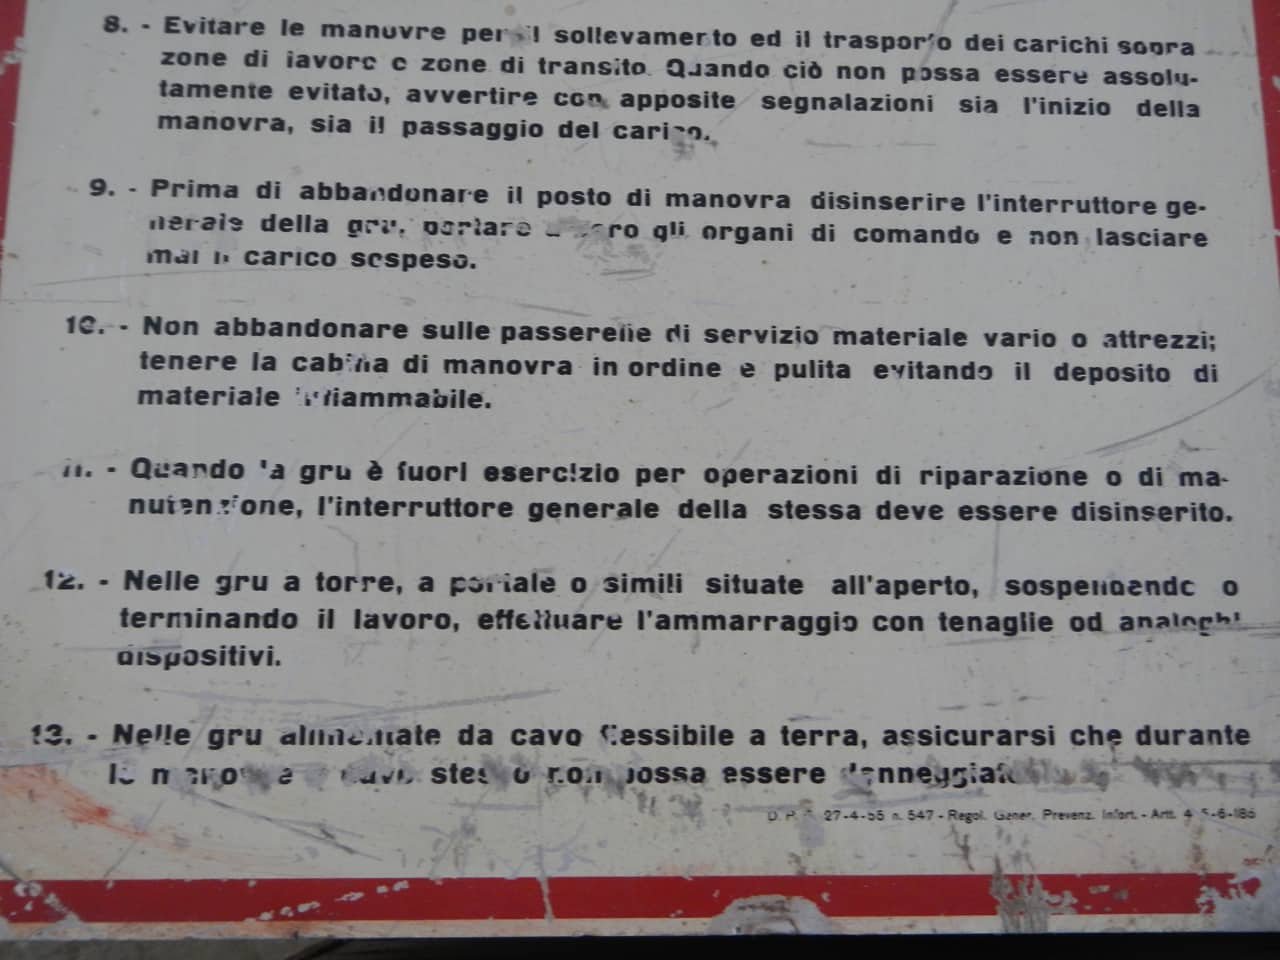 8. - Evitare le manovre per il sollevamento ed il trasporto dei carichi sopra
zone di lavoro o zone di transito. Quando ciò non possa essere assolu-
tamente evitato, avvertire con apposite segnalazioni sia l'inizio della
manovra, sia il passaggio del carico.
9. - Prima di abbandonare il posto di manovra disinserire l'interruttore ge-
nerale della gru, portare a zero gli organi di comando e non lasciare
mai il carico sospeso.
10. - Non abbandonare sulle passerelle di servizio materiale vario o attrezzi;
tenere la cabina di manovra in ordine e pulita evitando il deposito di
materiale infiammabile.
11. - Quando la gru è fuori esercizio per operazioni di riparazione o di ma-
nutenzione, l'interruttore generale della stessa deve essere disinserito.
12. - Nelle gru a torre, a portale o simili situate all'aperto, sospendendo o
terminando il lavoro, effettuare l'ammarraggio con tenaglie od analoghi
dispositivi.
13. - Nelle gru alimentate da cavo flessibile a terra, assicurarsi che durante
la manovra il cavo stesso non possa essere danneggiato.
D. P. R. 27-4-55 n. 547 - Regol. Gener. Prevenz. Infort. - Artt. 4-5-6-186